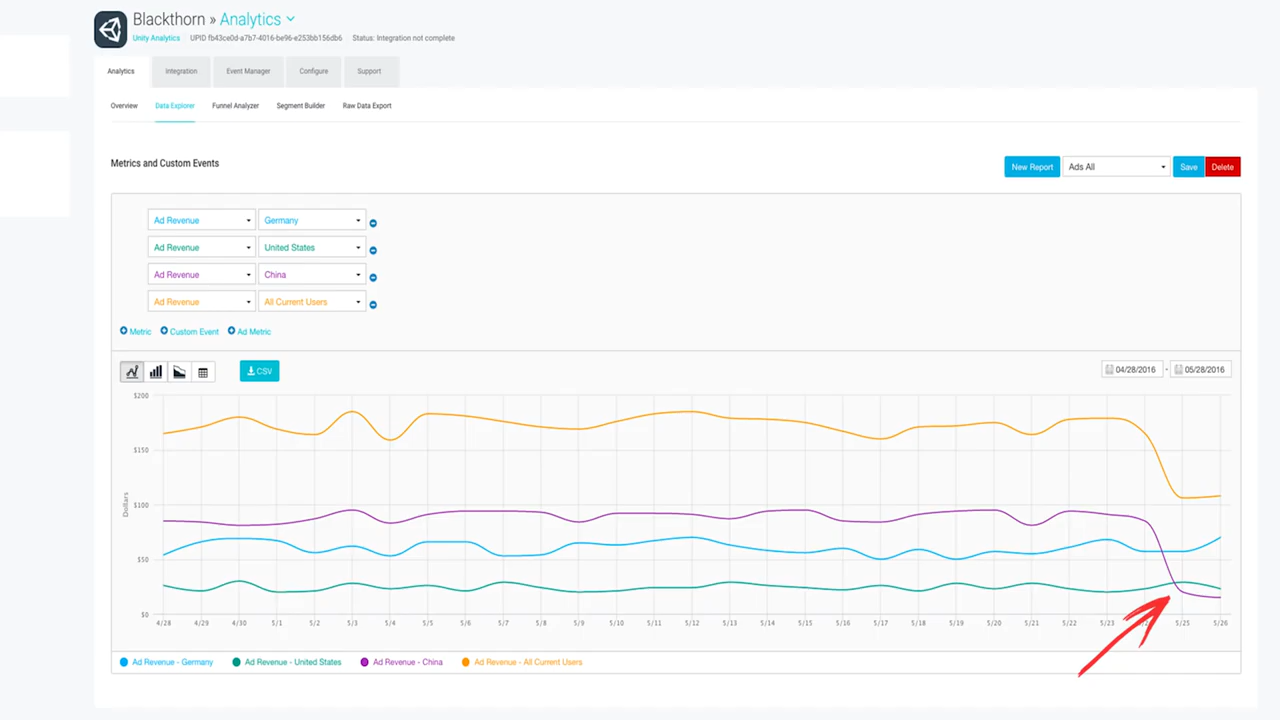 Blackthorn » Analytics
Unity Analytics UPID fb43ce0d-a7b7-4016-be96-e253bb156db6 Status: Integration not complete
Analytics Integration Event Manager Configure Support
Overview Data Explorer Funnel Analyzer Segment Builder Raw Data Export
Metrics and Custom Events
New Report Ads All Save Delete
Ad Revenue Germany
Ad Revenue United States
Ad Revenue China
Ad Revenue All Current Users
Metric Custom Event Ad Metric
CSV 04/28/2016 - 05/28/2016
$200
$150
$100
$50
$0
Dollars
4/28 4/29 4/30 5/1 5/2 5/3 5/4 5/5 5/6 5/7 5/8 5/9 5/10 5/11 5/12 5/13 5/14 5/15 5/16 5/17 5/18 5/19 5/20 5/21 5/22 5/23 5/25 5/26
Ad Revenue - Germany Ad Revenue - United States Ad Revenue - China Ad Revenue - All Current Users